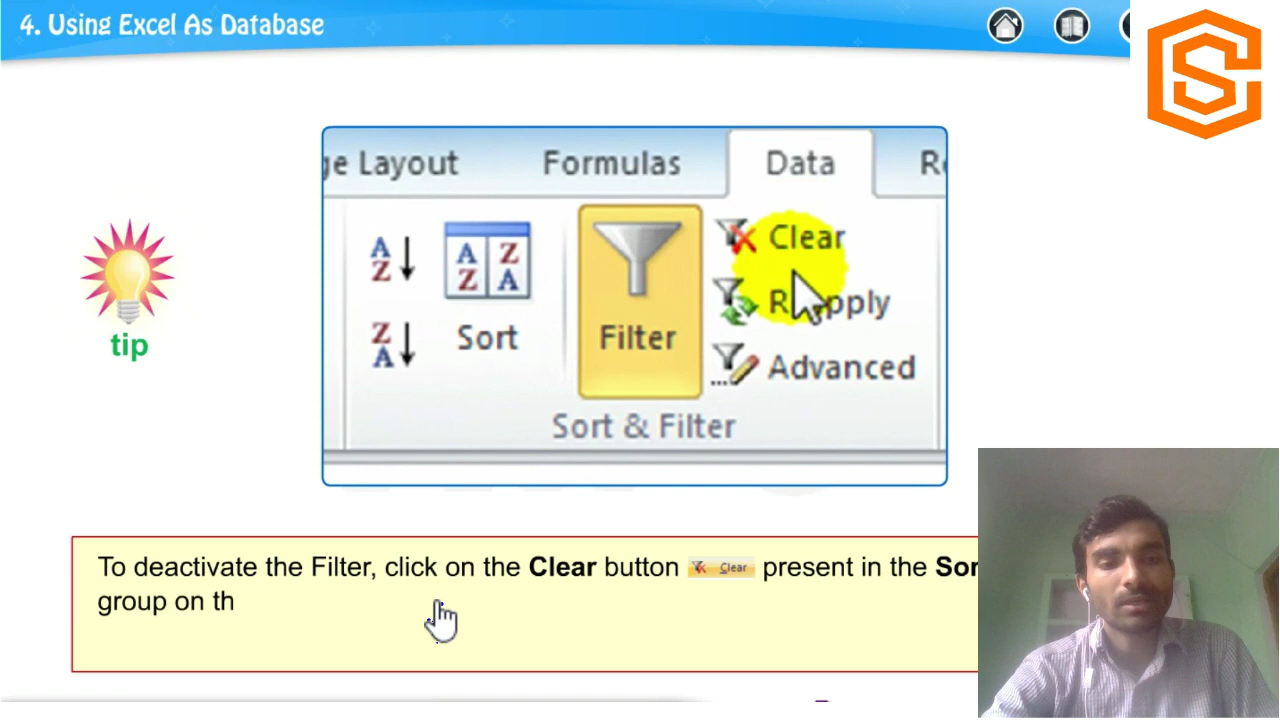 4. Using Excel As Database
ge Layout Formulas Data
Clear
Sort Filter
Advanced
Sort & Filter
tip
To deactivate the Filter, click on the Clear button Clear present in the
group on th